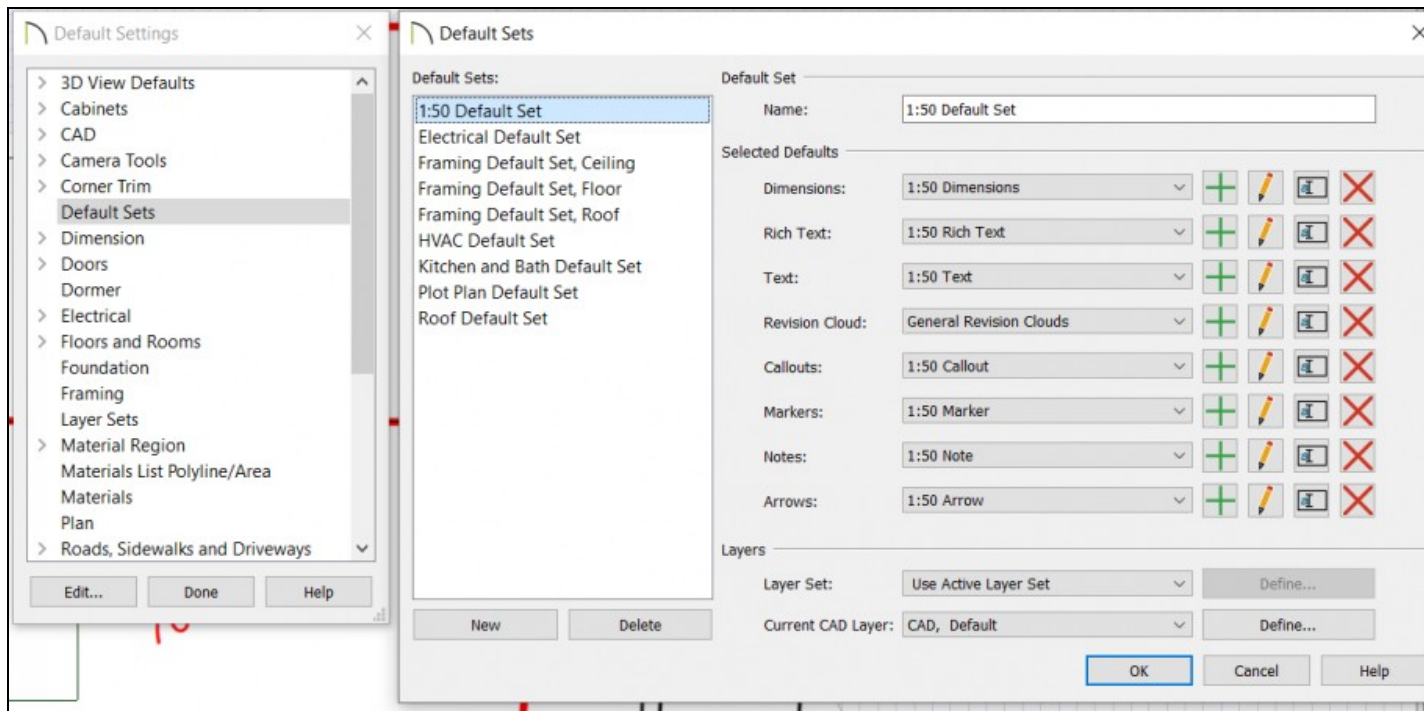 Default Settings
3D View Defaults
Cabinets
CAD
Camera Tools
Corner Trim
Default Sets
Dimension
Doors
Dormer
Electrical
Floors and Rooms
Foundation
Framing
Layer Sets
Material Region
Materials List Polyline/Area
Materials
Plan
Roads, Sidewalks and Driveways
Edit...
Done
Help
Default Sets
Default Sets:
1:50 Default Set
Electrical Default Set
Framing Default Set, Ceiling
Framing Default Set, Floor
Framing Default Set, Roof
HVAC Default Set
Kitchen and Bath Default Set
Plot Plan Default Set
Roof Default Set
New
Delete
Default Set
Name: 1:50 Default Set
Selected Defaults
Dimensions: 1:50 Dimensions
Rich Text: 1:50 Rich Text
Text: 1:50 Text
Revision Cloud: General Revision Clouds
Callouts: 1:50 Callout
Markers: 1:50 Marker
Notes: 1:50 Note
Arrows: 1:50 Arrow
Layers
Layer Set: Use Active Layer Set Define...
Current CAD Layer: CAD, Default Define...
OK
Cancel
Help